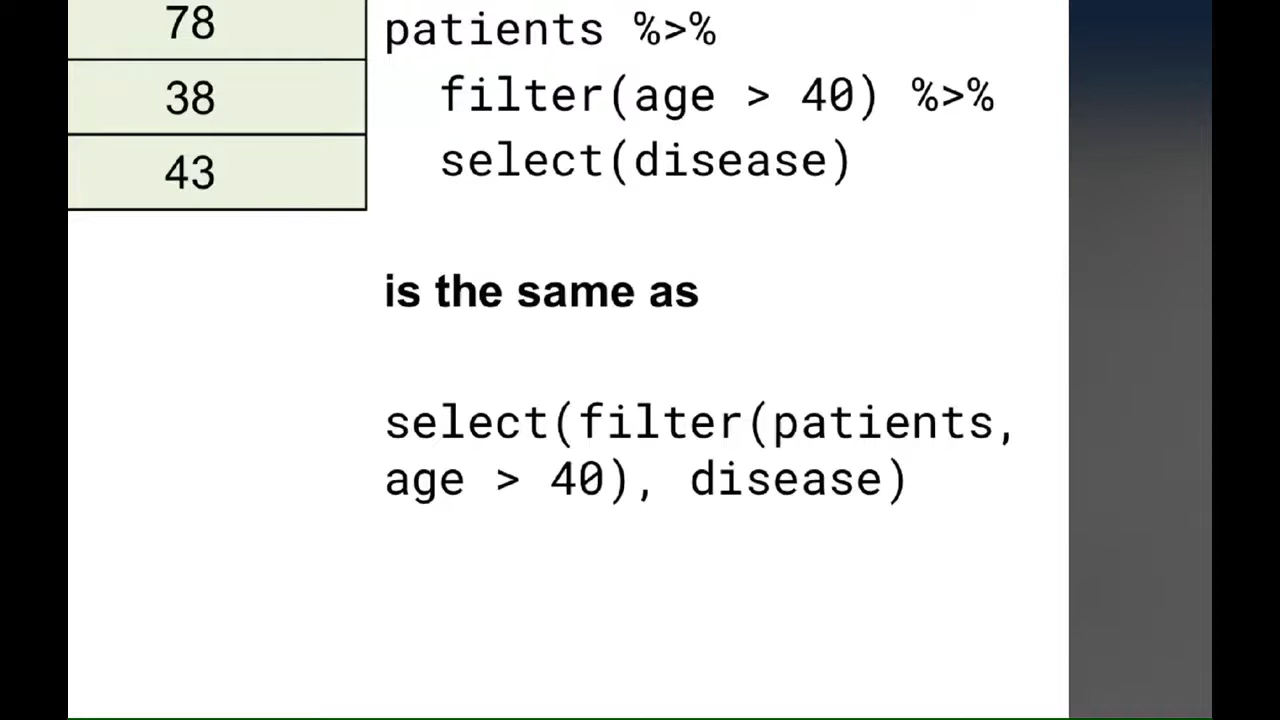 78
38
43
patients %>%
filter(age > 40) %>%
select(disease)
is the same as
select(filter(patients,
age > 40), disease)